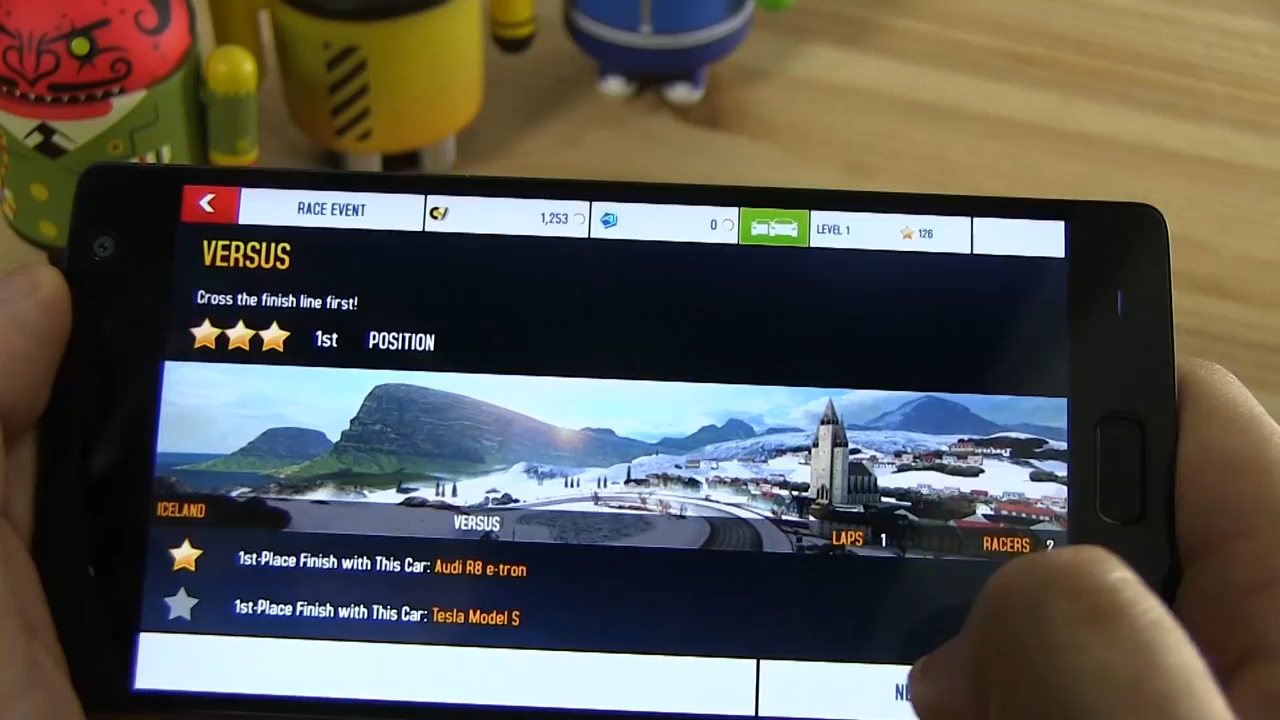 RACE EVENT
1,253
0
LEVEL 1
126
VERSUS
Cross the finish line first!
1st POSITION
ICELAND
VERSUS
LAPS 1
RACERS 2
1st-Place Finish with This Car: Audi R8 e-tron
1st-Place Finish with This Car: Tesla Model S